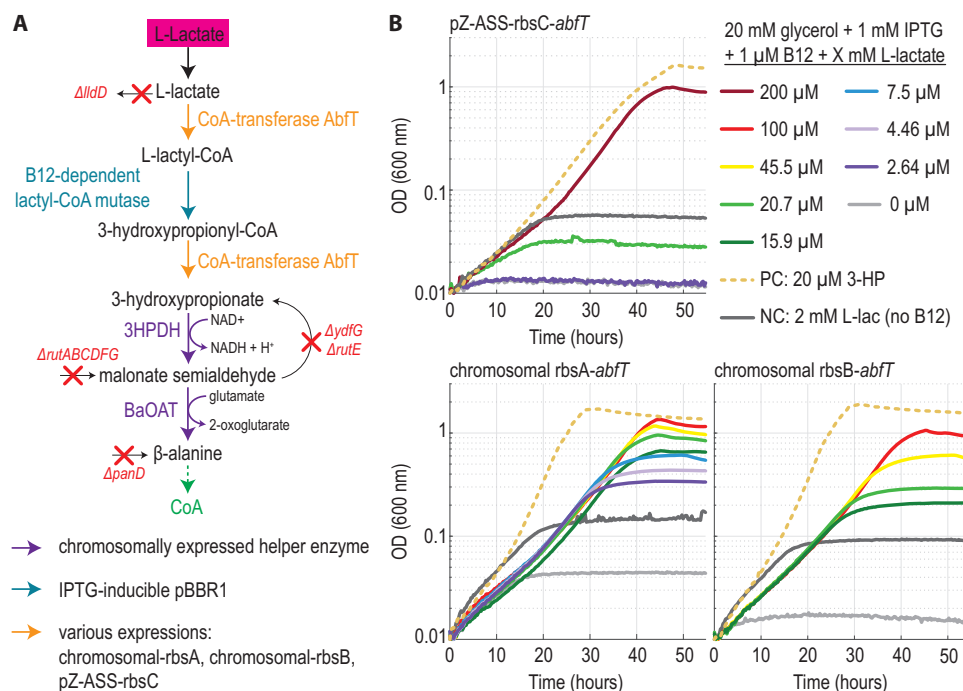 A
L-Lactate
ΔlldD
L-lactate
CoA-transferase AbfT
L-lactyl-CoA
B12-dependent
lactyl-CoA mutase
3-hydroxypropionyl-CoA
CoA-transferase AbfT
3-hydroxypropionate
3HPDH
NAD+
NADH + H⁺
ΔydfG
ΔrutE
ΔrutABCDFG
malonate semialdehyde
BaOAT
glutamate
2-oxoglutarate
β-alanine
ΔpanD
CoA
chromosomally expressed helper enzyme
IPTG-inducible pBBR1
various expressions:
chromosomal-rbsA, chromosomal-rbsB,
pZ-ASS-rbsC
B
pZ-ASS-rbsC-abfT
OD (600 nm)
1
0.1
0.01
0 10 20 30 40 50
Time (hours)
20 mM glycerol + 1 mM IPTG
+ 1 µM B12 + X mM L-lactate
200 µM
100 µM
45.5 µM
20.7 µM
15.9 µM
7.5 µM
4.46 µM
2.64 µM
0 µM
PC: 20 µM 3-HP
NC: 2 mM L-lac (no B12)
chromosomal rbsA-abfT
OD (600 nm)
1
0.1
0.01
0 10 20 30 40 50
Time (hours)
chromosomal rbsB-abfT
0 10 20 30 40 50
Time (hours)